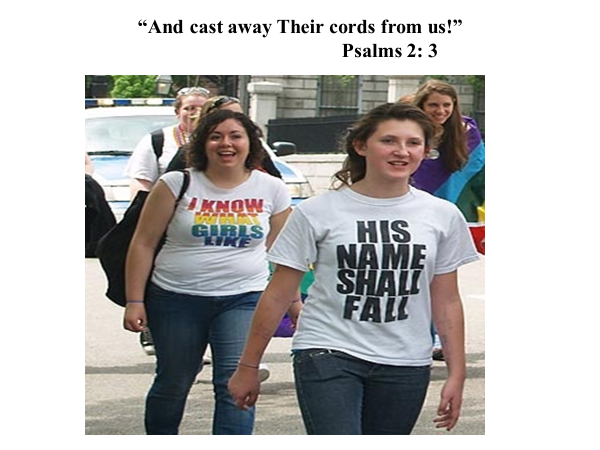 “And cast away Their cords from us!”
Psalms 2: 3
I KNOW
WHAT
GIRLS
LIKE
HIS
NAME
SHALL
FALL